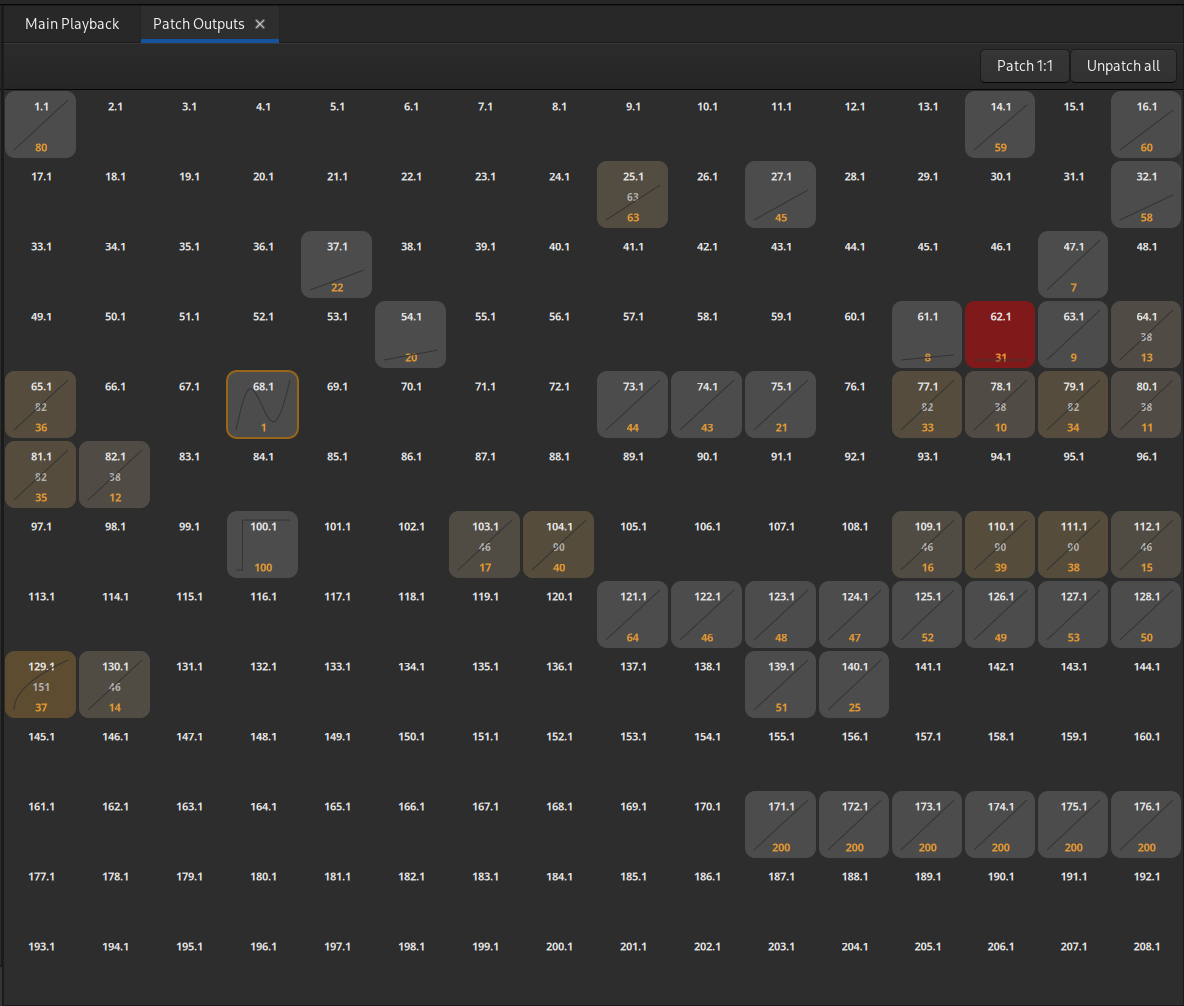 Main Playback Patch Outputs ×
Patch 1:1 Unpatch all
1.1 2.1 3.1 4.1 5.1 6.1 7.1 8.1 9.1 10.1 11.1 12.1 13.1 14.1 15.1 16.1
80 59 60
17.1 18.1 19.1 20.1 21.1 22.1 23.1 24.1 25.1 26.1 27.1 28.1 29.1 30.1 31.1 32.1
63
63 45 58
33.1 34.1 35.1 36.1 37.1 38.1 39.1 40.1 41.1 42.1 43.1 44.1 45.1 46.1 47.1 48.1
22 7
49.1 50.1 51.1 52.1 53.1 54.1 55.1 56.1 57.1 58.1 59.1 60.1 61.1 62.1 63.1 64.1
38
20 8 31 9 13
65.1 66.1 67.1 68.1 69.1 70.1 71.1 72.1 73.1 74.1 75.1 76.1 77.1 78.1 79.1 80.1
82 82 38 82 38
36 1 44 43 21 33 10 34 11
81.1 82.1 83.1 84.1 85.1 86.1 87.1 88.1 89.1 90.1 91.1 92.1 93.1 94.1 95.1 96.1
82 38
35 12
97.1 98.1 99.1 100.1 101.1 102.1 103.1 104.1 105.1 106.1 107.1 108.1 109.1 110.1 111.1 112.1
46 90 46 90 90 46
100 17 40 16 39 38 15
113.1 114.1 115.1 116.1 117.1 118.1 119.1 120.1 121.1 122.1 123.1 124.1 125.1 126.1 127.1 128.1
64 46 48 47 52 49 53 50
129.1 130.1 131.1 132.1 133.1 134.1 135.1 136.1 137.1 138.1 139.1 140.1 141.1 142.1 143.1 144.1
151 46
37 14 51 25
145.1 146.1 147.1 148.1 149.1 150.1 151.1 152.1 153.1 154.1 155.1 156.1 157.1 158.1 159.1 160.1
161.1 162.1 163.1 164.1 165.1 166.1 167.1 168.1 169.1 170.1 171.1 172.1 173.1 174.1 175.1 176.1
200 200 200 200 200 200
177.1 178.1 179.1 180.1 181.1 182.1 183.1 184.1 185.1 186.1 187.1 188.1 189.1 190.1 191.1 192.1
193.1 194.1 195.1 196.1 197.1 198.1 199.1 200.1 201.1 202.1 203.1 204.1 205.1 206.1 207.1 208.1